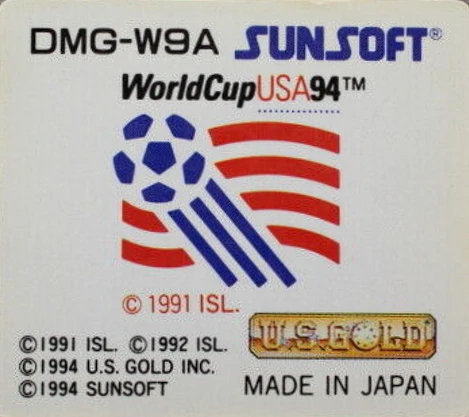 DMG-W9A SUNSOFT®
WorldCupUSA94™
© 1991 ISL.
©1991 ISL. ©1992 ISL.
©1994 U.S. GOLD INC.
©1994 SUNSOFT
U.S. GOLD
MADE IN JAPAN